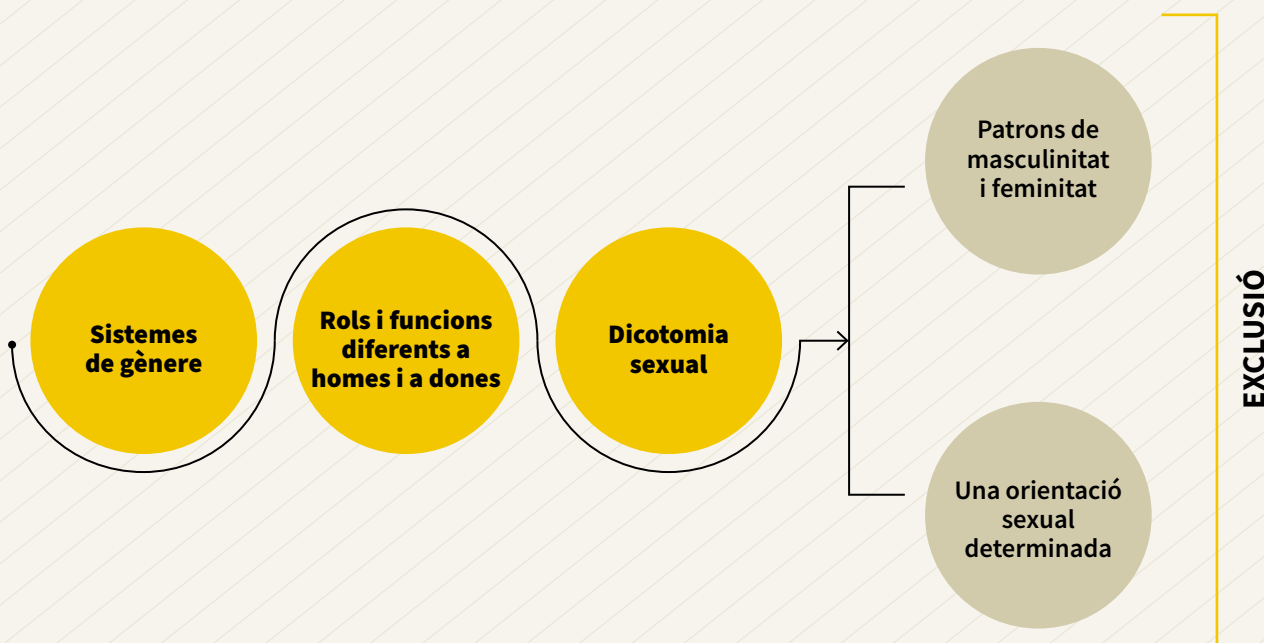 Sistemes
de gènere
Rols i funcions
diferents a
homes i a dones
Dicotomia
sexual
Patrons de
masculinitat
i feminitat
Una orientació
sexual
determinada
EXCLUSIÓ